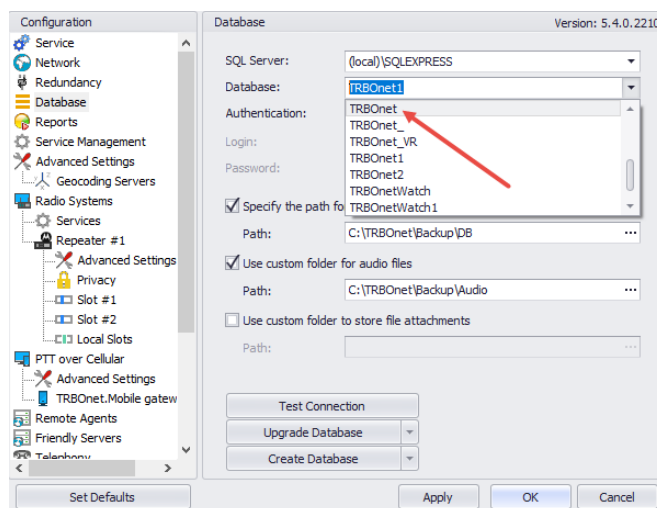 Configuration
Service
Network
Redundancy
Database
Reports
Service Management
Advanced Settings
Geocoding Servers
Radio Systems
Services
Repeater #1
Advanced Settings
Privacy
Slot #1
Slot #2
Local Slots
PTT over Cellular
Advanced Settings
TRBOnet.Mobile gatew
Remote Agents
Friendly Servers
Telephony
Set Defaults
Database Version: 5.4.0.2210
SQL Server: (local)\SQLEXPRESS
Database: TRBOnet1
Authentication:
Login:
Password:
TRBOnet
TRBOnet_
TRBOnet_VR
TRBOnet1
TRBOnet2
TRBOnetWatch
TRBOnetWatch1
Specify the path fo
Path: C:\TRBOnet\Backup\DB ...
Use custom folder for audio files
Path: C:\TRBOnet\Backup\Audio ...
Use custom folder to store file attachments
Path: ...
Test Connection
Upgrade Database
Create Database
Apply OK Cancel